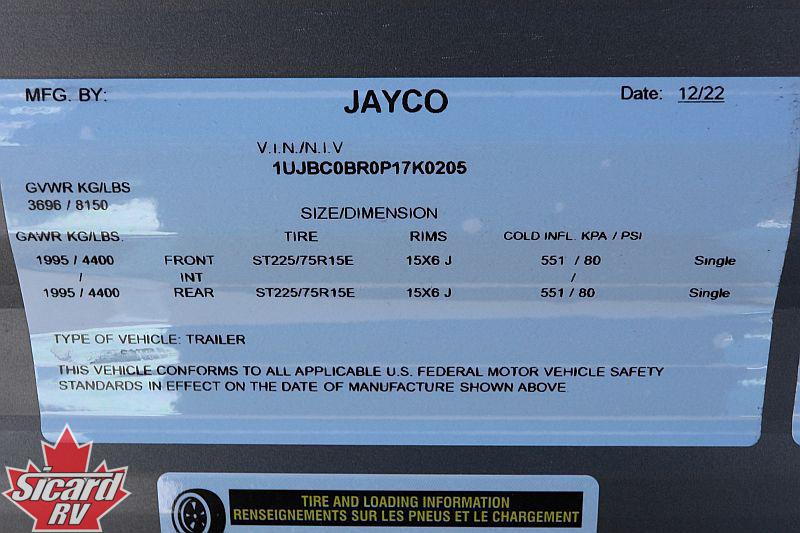 MFG. BY: JAYCO Date: 12/22
V.I.N./N.I.V
1UJBC0BR0P17K0205
GVWR KG/LBS
3696 / 8150
SIZE/DIMENSION
GAWR KG/LBS. TIRE RIMS COLD INFL. KPA / PSI
1995 / 4400 FRONT ST225/75R15E 15X6 J 551 / 80 Single
/ INT /
1995 / 4400 REAR ST225/75R15E 15X6 J 551 / 80 Single
TYPE OF VEHICLE: TRAILER
THIS VEHICLE CONFORMS TO ALL APPLICABLE U.S. FEDERAL MOTOR VEHICLE SAFETY
STANDARDS IN EFFECT ON THE DATE OF MANUFACTURE SHOWN ABOVE.
Sicard
RV
TIRE AND LOADING INFORMATION
RENSEIGNEMENTS SUR LES PNEUS ET LE CHARGEMENT